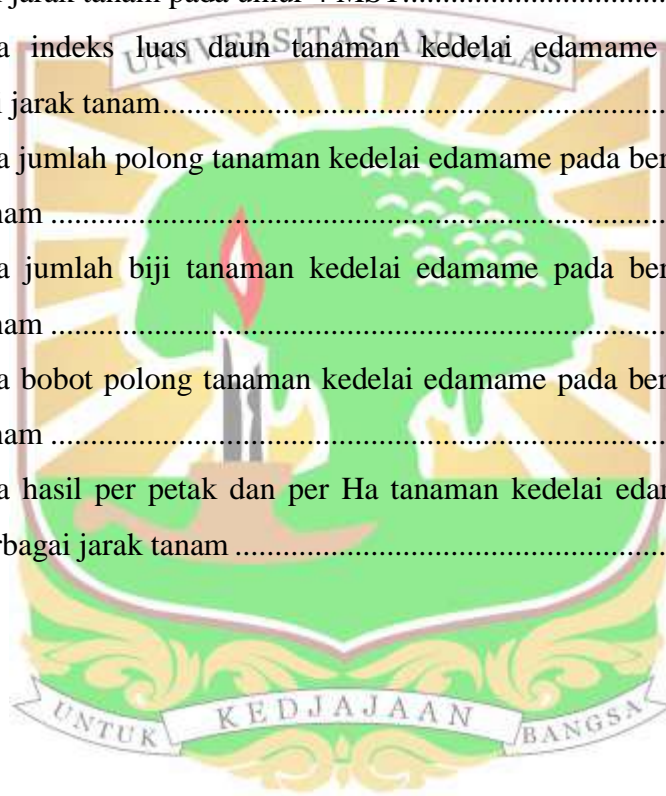 jarak tanam pada umur 4 MST
a indeks luas daun tanaman kedelai edamame
UNIVERSITAS ANDALAS
i jarak tanam
a jumlah polong tanaman kedelai edamame pada ber
nam
a jumlah biji tanaman kedelai edamame pada ber
nam
a bobot polong tanaman kedelai edamame pada ber
nam
a hasil per petak dan per Ha tanaman kedelai edar
rbagai jarak tanam
UNTUK KEDJAJAAN BANGSA